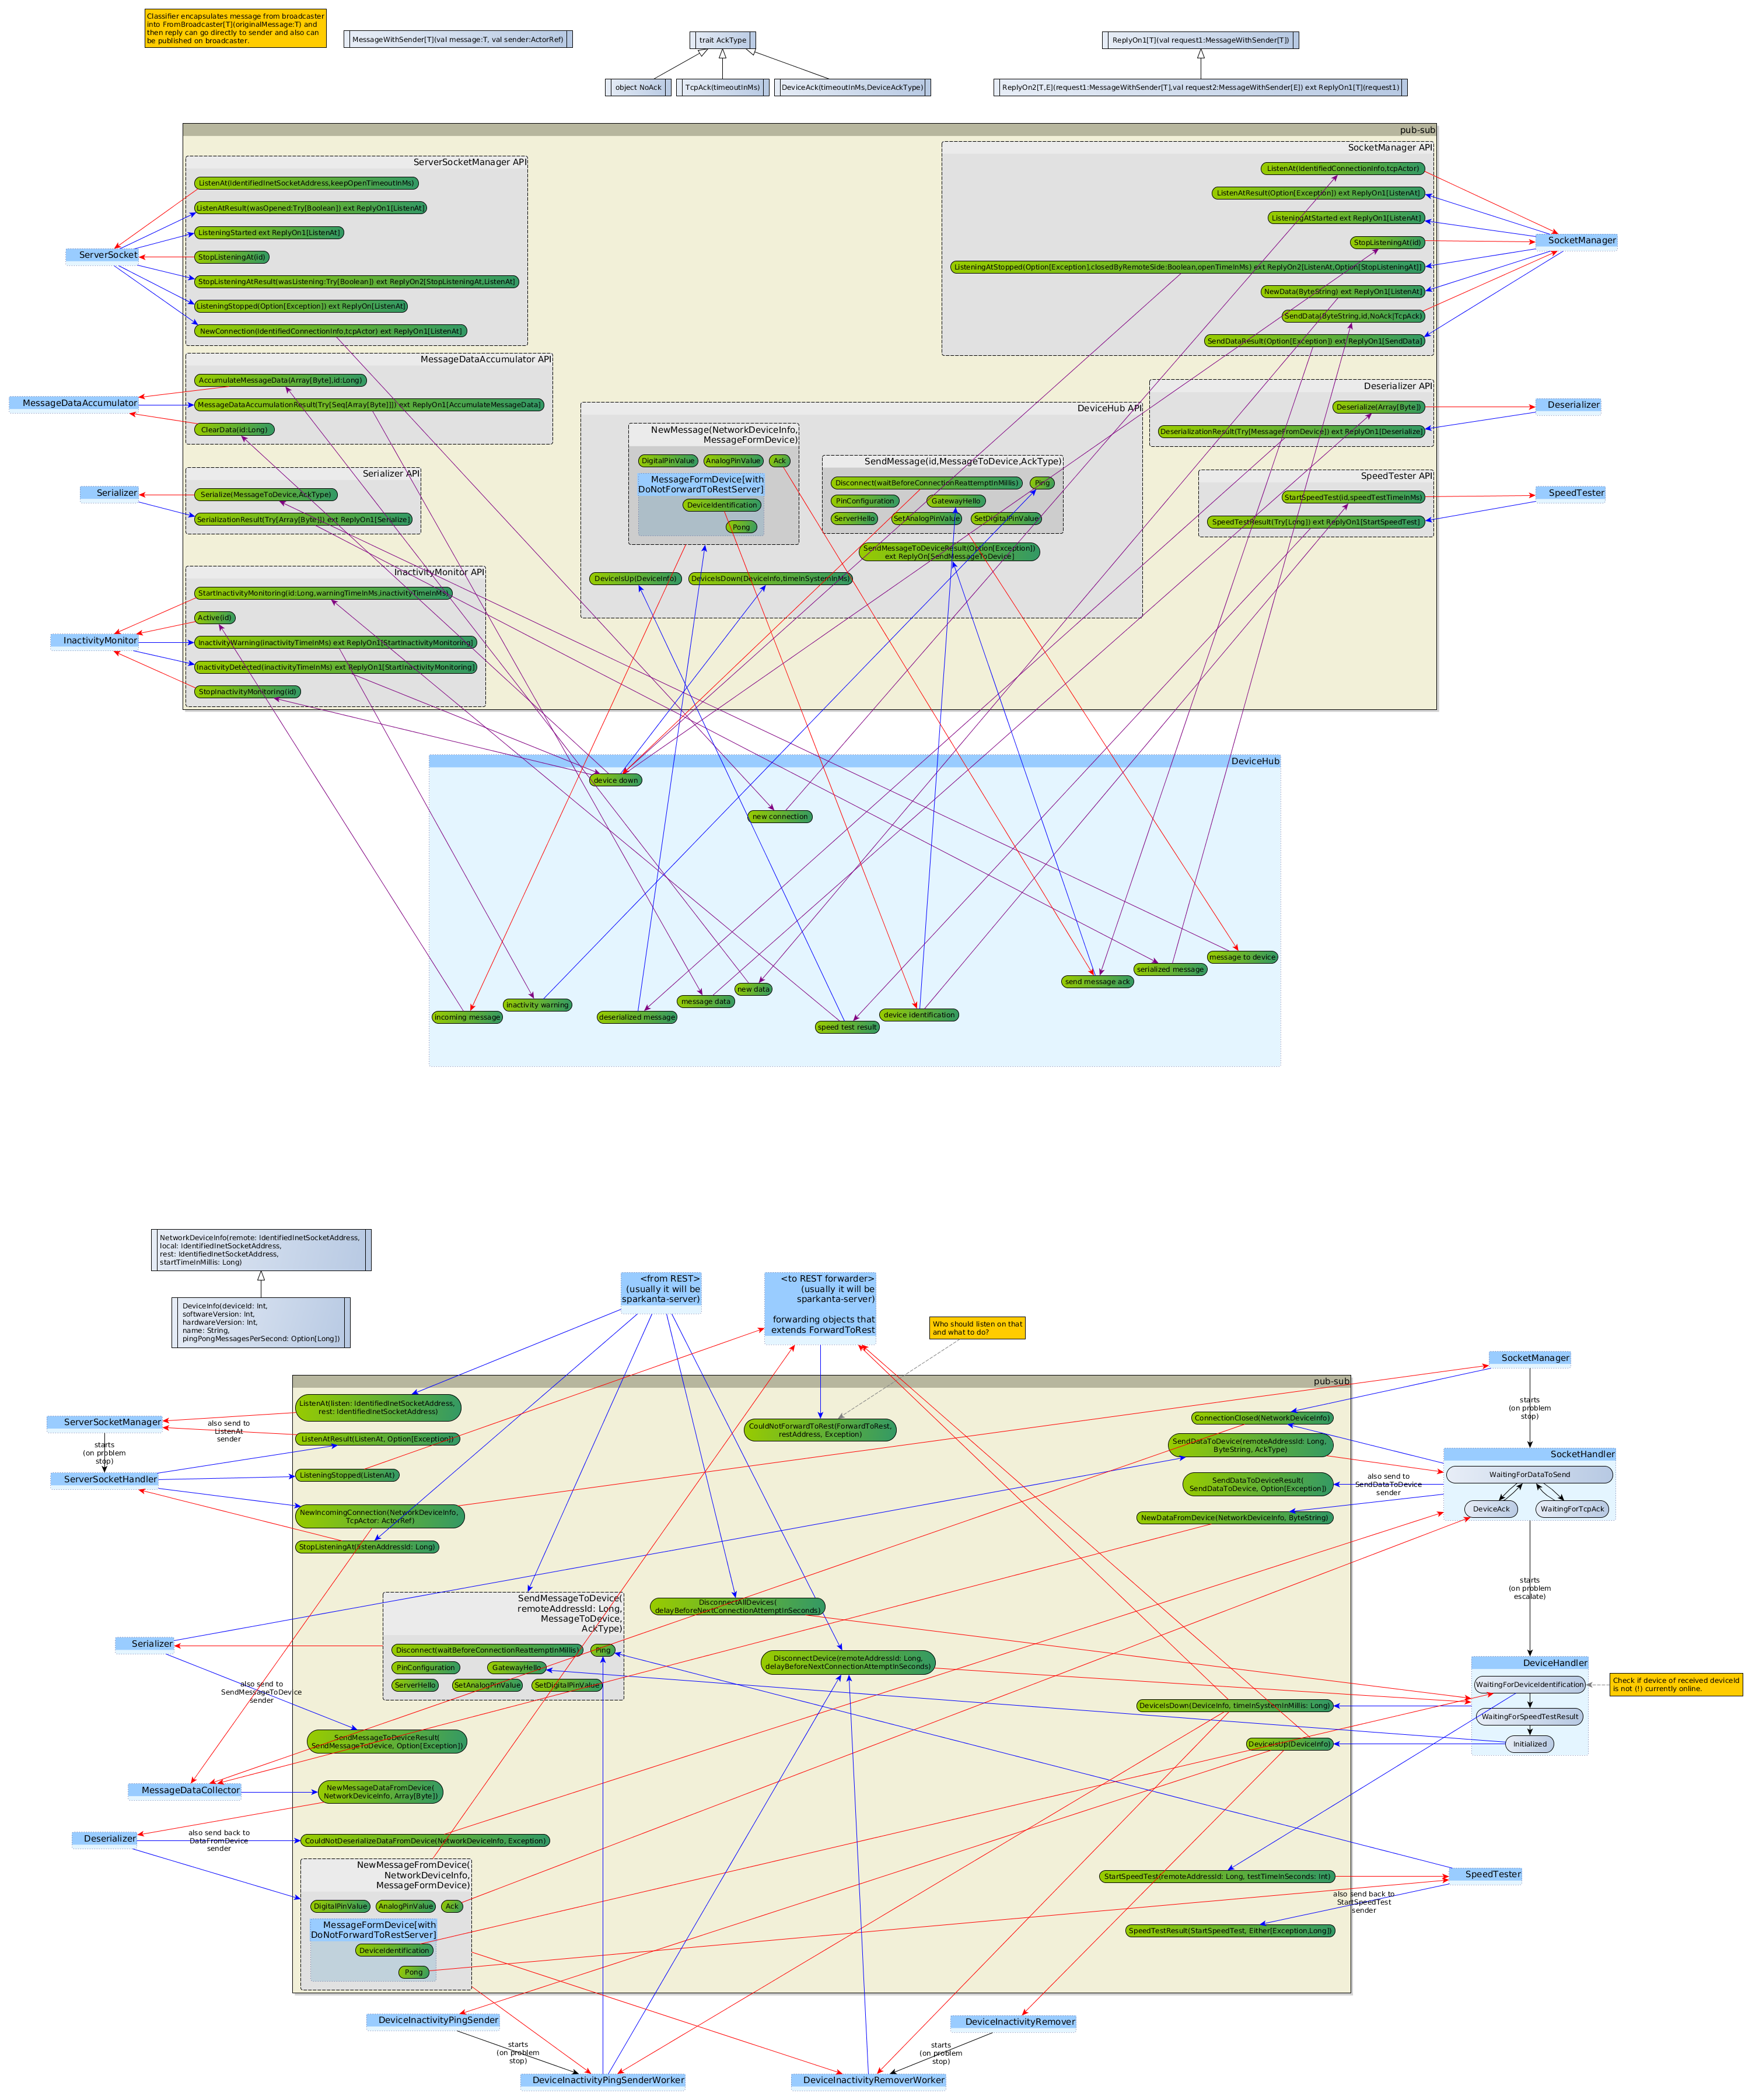 Classifier encapsulates message from broadcaster
into FromBroadcaster[T](originalMessage:T) and
then reply can go directly to sender and also can
be published on broadcaster.
MessageWithSender[T](val message:T, val sender:ActorRef)
trait AckType
object NoAck
TcpAck(timeoutInMs)
DeviceAck(timeoutInMs,DeviceAckType)
ReplyOn1[T](val request1:MessageWithSender[T])
ReplyOn2[T,E](request1:MessageWithSender[T],val request2:MessageWithSender[E]) ext ReplyOn1[T](request1)
pub-sub
ServerSocketManager API
ListenAt(IdentifiedInetSocketAddress,keepOpenTimeoutInMs)
ListenAtResult(wasOpened:Try[Boolean]) ext ReplyOn1[ListenAt]
ListeningStarted ext ReplyOn1[ListenAt]
StopListeningAt(id)
StopListeningAtResult(wasListening:Try[Boolean]) ext ReplyOn2[StopListeningAt,ListenAt]
ListeningStopped(Option[Exception]) ext ReplyOn[ListenAt]
NewConnection(IdentifiedConnectionInfo,tcpActor) ext ReplyOn1[ListenAt]
ServerSocket
SocketManager API
ListenAt(IdentifiedConnectionInfo,tcpActor)
ListenAtResult(Option[Exception]) ext ReplyOn1[ListenAt]
ListeningAtStarted ext ReplyOn1[ListenAt]
StopListeningAt(id)
ListeningAtStopped(Option[Exception],closedByRemoteSide:Boolean,openTimeInMs) ext ReplyOn2[ListenAt,Option[StopListeningAt]]
NewData(ByteString) ext ReplyOn1[ListenAt]
SendData(ByteString,id,NoAck|TcpAck)
SendDataResult(Option[Exception]) ext ReplyOn1[SendData]
SocketManager
MessageDataAccumulator API
AccumulateMessageData(Array[Byte],id:Long)
MessageDataAccumulationResult(Try[Seq[Array[Byte]]]) ext ReplyOn1[AccumulateMessageData]
ClearData(id:Long)
MessageDataAccumulator
Serializer API
Serialize(MessageToDevice,AckType)
SerializationResult(Try[Array[Byte]]) ext ReplyOn1[Serialize]
Serializer
InactivityMonitor API
StartInactivityMonitoring(id:Long,warningTimeInMs,inactivityTimeInMs)
Active(id)
InactivityWarning(inactivityTimeInMs) ext ReplyOn1[StartInactivityMonitoring]
InactivityDetected(inactivityTimeInMs) ext ReplyOn1[StartInactivityMonitoring]
StopInactivityMonitoring(id)
InactivityMonitor
DeviceHub API
NewMessage(NetworkDeviceInfo,
MessageFormDevice)
DigitalPinValue
AnalogPinValue
Ack
MessageFormDevice[with
DoNotForwardToRestServer]
DeviceIdentification
Pong
SendMessage(id,MessageToDevice,AckType)
Disconnect(waitBeforeConnectionReattemptInMillis)
Ping
PinConfiguration
GatewayHello
ServerHello
SetAnalogPinValue
SetDigitalPinValue
SendMessageToDeviceResult(Option[Exception])
ext ReplyOn[SendMessageToDevice]
DeviceIsUp(DeviceInfo)
DeviceIsDown(DeviceInfo,timeInSystemInMs)
Deserializer API
Deserialize(Array[Byte])
DeserializationResult(Try[MessageFromDevice]) ext ReplyOn1[Deserialize]
Deserializer
SpeedTester API
StartSpeedTest(id,speedTestTimeInMs)
SpeedTestResult(Try[Long]) ext ReplyOn1[StartSpeedTest]
SpeedTester
DeviceHub
device down
new connection
message to device
serialized message
send message ack
new data
message data
inactivity warning
incoming message
deserialized message
device identification
speed test result
NetworkDeviceInfo(remote: IdentifiedInetSocketAddress,
local: IdentifiedInetSocketAddress,
rest: IdentifiedInetSocketAddress,
startTimeInMillis: Long)
DeviceInfo(deviceId: Int,
softwareVersion: Int,
hardwareVersion: Int,
name: String,
pingPongMessagesPerSecond: Option[Long])
<from REST>
(usually it will be
sparkanta-server)
<to REST forwarder>
(usually it will be
sparkanta-server)
forwarding objects that
extends ForwardToRest
Who should listen on that
and what to do?
pub-sub
ListenAt(listen: IdentifiedInetSocketAddress,
rest: IdentifiedInetSocketAddress)
ListenAtResult(ListenAt, Option[Exception])
ListeningStopped(ListenAt)
NewIncomingConnection(NetworkDeviceInfo,
TcpActor: ActorRef)
StopListeningAt(listenAddressId: Long)
ServerSocketManager
also send to
ListenAt
sender
starts
(on problem
stop)
ServerSocketHandler
CouldNotForwardToRest(ForwardToRest,
restAddress, Exception)
ConnectionClosed(NetworkDeviceInfo)
SendDataToDevice(remoteAddressId: Long,
ByteString, AckType)
SendDataToDeviceResult(
SendDataToDevice, Option[Exception])
NewDataFromDevice(NetworkDeviceInfo, ByteString)
also send to
SendDataToDevice
sender
SocketManager
starts
(on problem
stop)
SocketHandler
WaitingForDataToSend
DeviceAck
WaitingForTcpAck
starts
(on problem
escalate)
SendMessageToDevice(
remoteAddressId: Long,
MessageToDevice,
AckType)
Disconnect(waitBeforeConnectionReattemptInMillis)
Ping
PinConfiguration
GatewayHello
ServerHello
SetAnalogPinValue
SetDigitalPinValue
DisconnectAllDevices(
delayBeforeNextConnectionAttemptInSeconds)
DisconnectDevice(remoteAddressId: Long,
delayBeforeNextConnectionAttemptInSeconds)
Serializer
also send to
SendMessageToDevice
sender
SendMessageToDeviceResult(
SendMessageToDevice, Option[Exception])
DeviceIsDown(DeviceInfo, timeInSystemInMillis: Long)
DeviceIsUp(DeviceInfo)
DeviceHandler
WaitingForDeviceIdentification
WaitingForSpeedTestResult
Initialized
Check if device of received deviceId
is not (!) currently online.
MessageDataCollector
NewMessageDataFromDevice(
NetworkDeviceInfo, Array[Byte])
Deserializer
also send back to
DataFromDevice
sender
CouldNotDeserializeDataFromDevice(NetworkDeviceInfo, Exception)
NewMessageFromDevice(
NetworkDeviceInfo,
MessageFormDevice)
DigitalPinValue
AnalogPinValue
Ack
MessageFormDevice[with
DoNotForwardToRestServer]
DeviceIdentification
Pong
StartSpeedTest(remoteAddressId: Long, testTimeInSeconds: Int)
also send back to
StartSpeedTest
sender
SpeedTestResult(StartSpeedTest, Either[Exception,Long])
SpeedTester
DeviceInactivityPingSender
starts
(on problem
stop)
DeviceInactivityPingSenderWorker
DeviceInactivityRemover
starts
(on problem
stop)
DeviceInactivityRemoverWorker